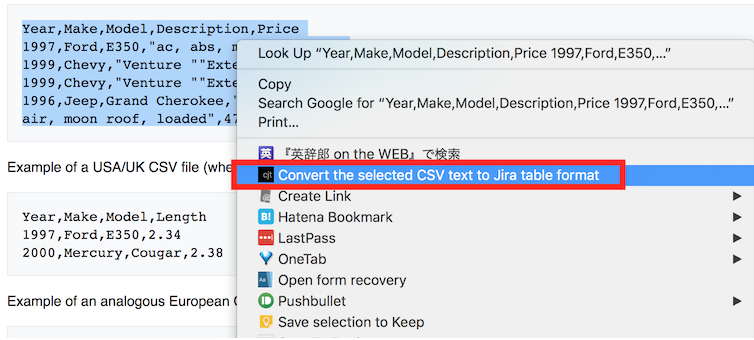 Year,Make,Model,Description,Price
1997,Ford,E350,"ac, abs,
1999,Chevy,"Venture ""Exte
1999,Chevy,"Venture ""Exte
1996,Jeep,Grand Cherokee,"
air, moon roof, loaded",47
Look Up “Year,Make,Model,Description,Price 1997,Ford,E350,...”
Copy
Search Google for “Year,Make,Model,Description,Price 1997,Ford,E350,...”
Print...
英 『英辞郎 on the WEB』で検索
cjt Convert the selected CSV text to Jira table format
Create Link
B! Hatena Bookmark
LastPass
OneTab
Aa Open form recovery
Pushbullet
Save selection to Keep
Example of a USA/UK CSV file (whe
Year,Make,Model,Length
1997,Ford,E350,2.34
2000,Mercury,Cougar,2.38
Example of an analogous European